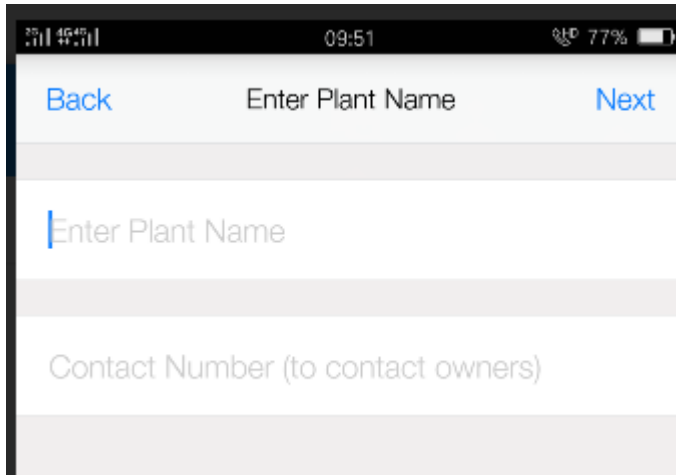 09:51 77%
Back Enter Plant Name Next
Enter Plant Name
Contact Number (to contact owners)